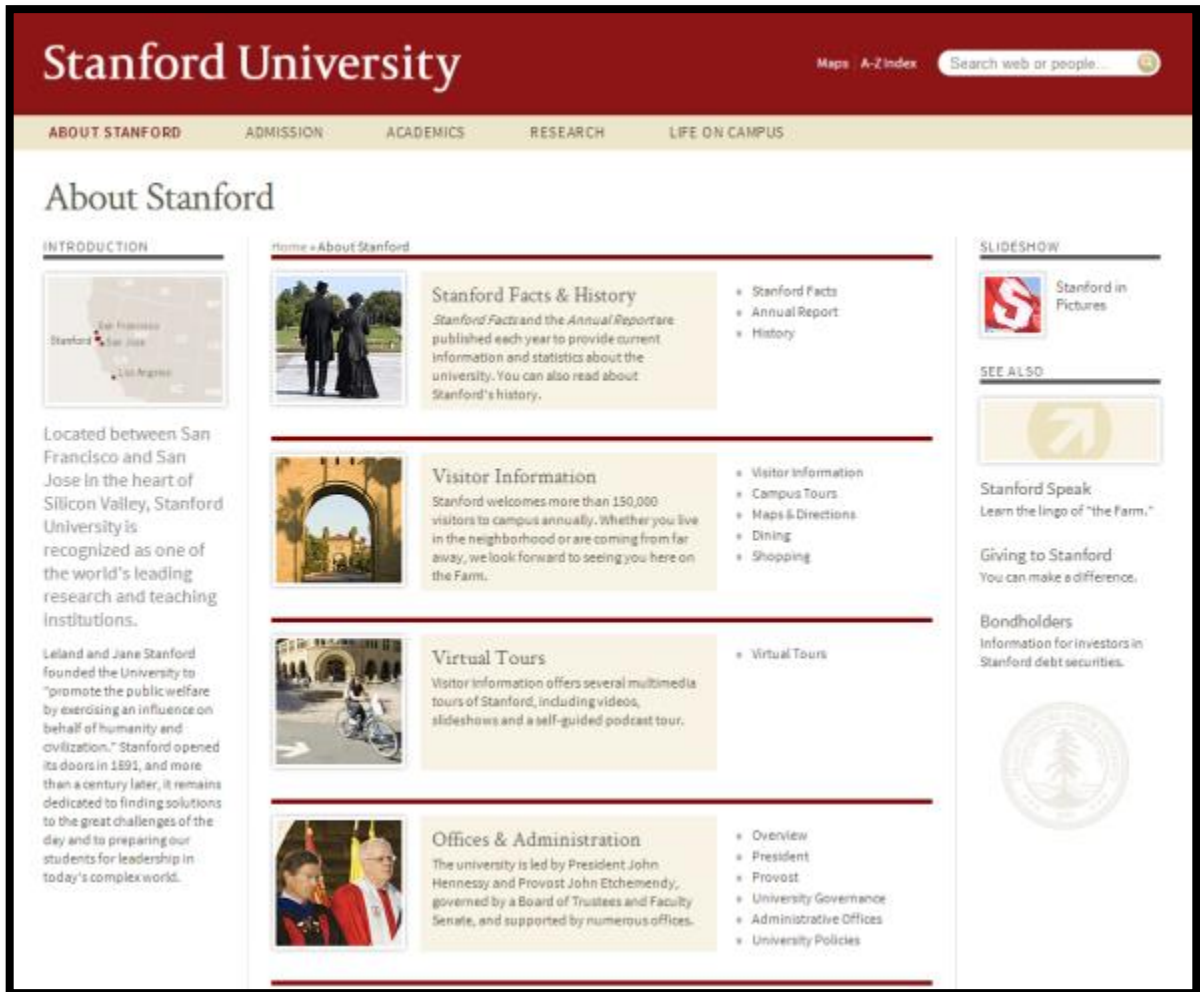 Stanford University
Maps A-Z Index Search web or people...
ABOUT STANFORD ADMISSION ACADEMICS RESEARCH LIFE ON CAMPUS
About Stanford
INTRODUCTION
San Francisco
Stanford San Jose
Los Angeles
Located between San
Francisco and San
Jose in the heart of
Silicon Valley, Stanford
University is
recognized as one of
the world's leading
research and teaching
institutions.
Leland and Jane Stanford
founded the University to
"promote the public welfare
by exercising an influence on
behalf of humanity and
civilization." Stanford opened
its doors in 1891, and more
than a century later, it remains
dedicated to finding solutions
to the great challenges of the
day and to preparing our
students for leadership in
today's complex world.
Home » About Stanford
Stanford Facts & History
Stanford Facts and the Annual Report are
published each year to provide current
information and statistics about the
university. You can also read about
Stanford's history.
Stanford Facts
Annual Report
History
Visitor Information
Stanford welcomes more than 150,000
visitors to campus annually. Whether you live
in the neighborhood or are coming from far
away, we look forward to seeing you here on
the Farm.
Visitor Information
Campus Tours
Maps & Directions
Dining
Shopping
Virtual Tours
Visitor Information offers several multimedia
tours of Stanford, including videos,
slideshows and a self-guided podcast tour.
Virtual Tours
Offices & Administration
The university is led by President John
Hennessy and Provost John Etchemendy,
governed by a Board of Trustees and Faculty
Senate, and supported by numerous offices.
Overview
President
Provost
University Governance
Administrative Offices
University Policies
SLIDESHOW
S
Stanford in
Pictures
SEE ALSO
Stanford Speak
Learn the lingo of "the Farm."
Giving to Stanford
You can make a difference.
Bondholders
Information for investors in
Stanford debt securities.